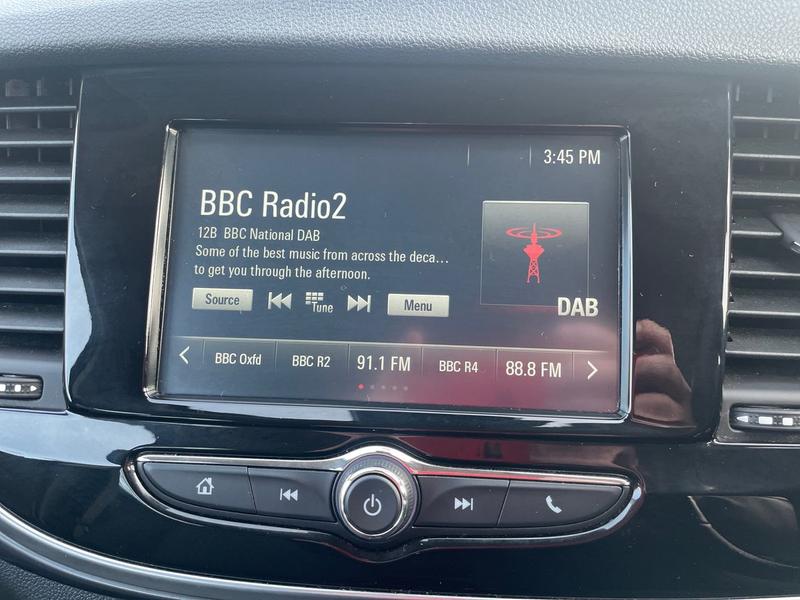 3:45 PM
BBC Radio2
12B BBC National DAB
Some of the best music from across the deca...
to get you through the afternoon.
Source
Tune
Menu
DAB
BBC Oxfd
BBC R2
91.1 FM
BBC R4
88.8 FM